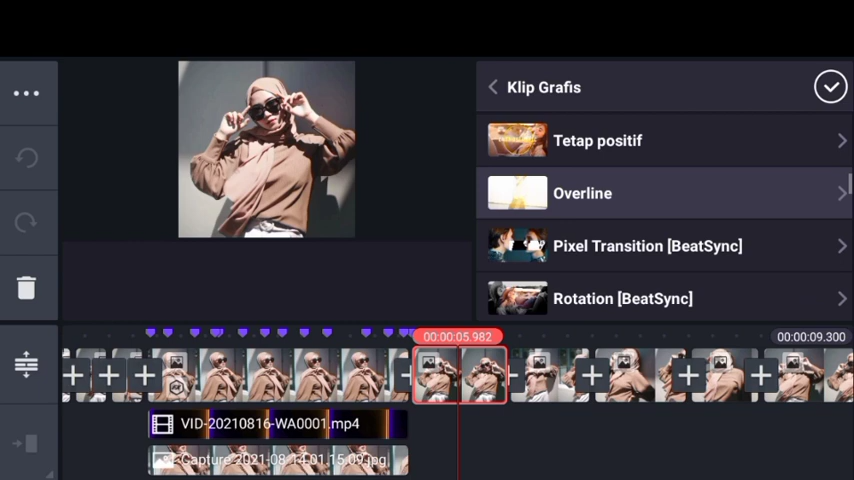 Klip Grafis
Tetap positif
Overline
Pixel Transition [BeatSync]
Rotation [BeatSync]
00:00:05.982
00:00:09.300
VID-20210816-WA0001.mp4
Capture 2021-08-14 01.15.09.jpg